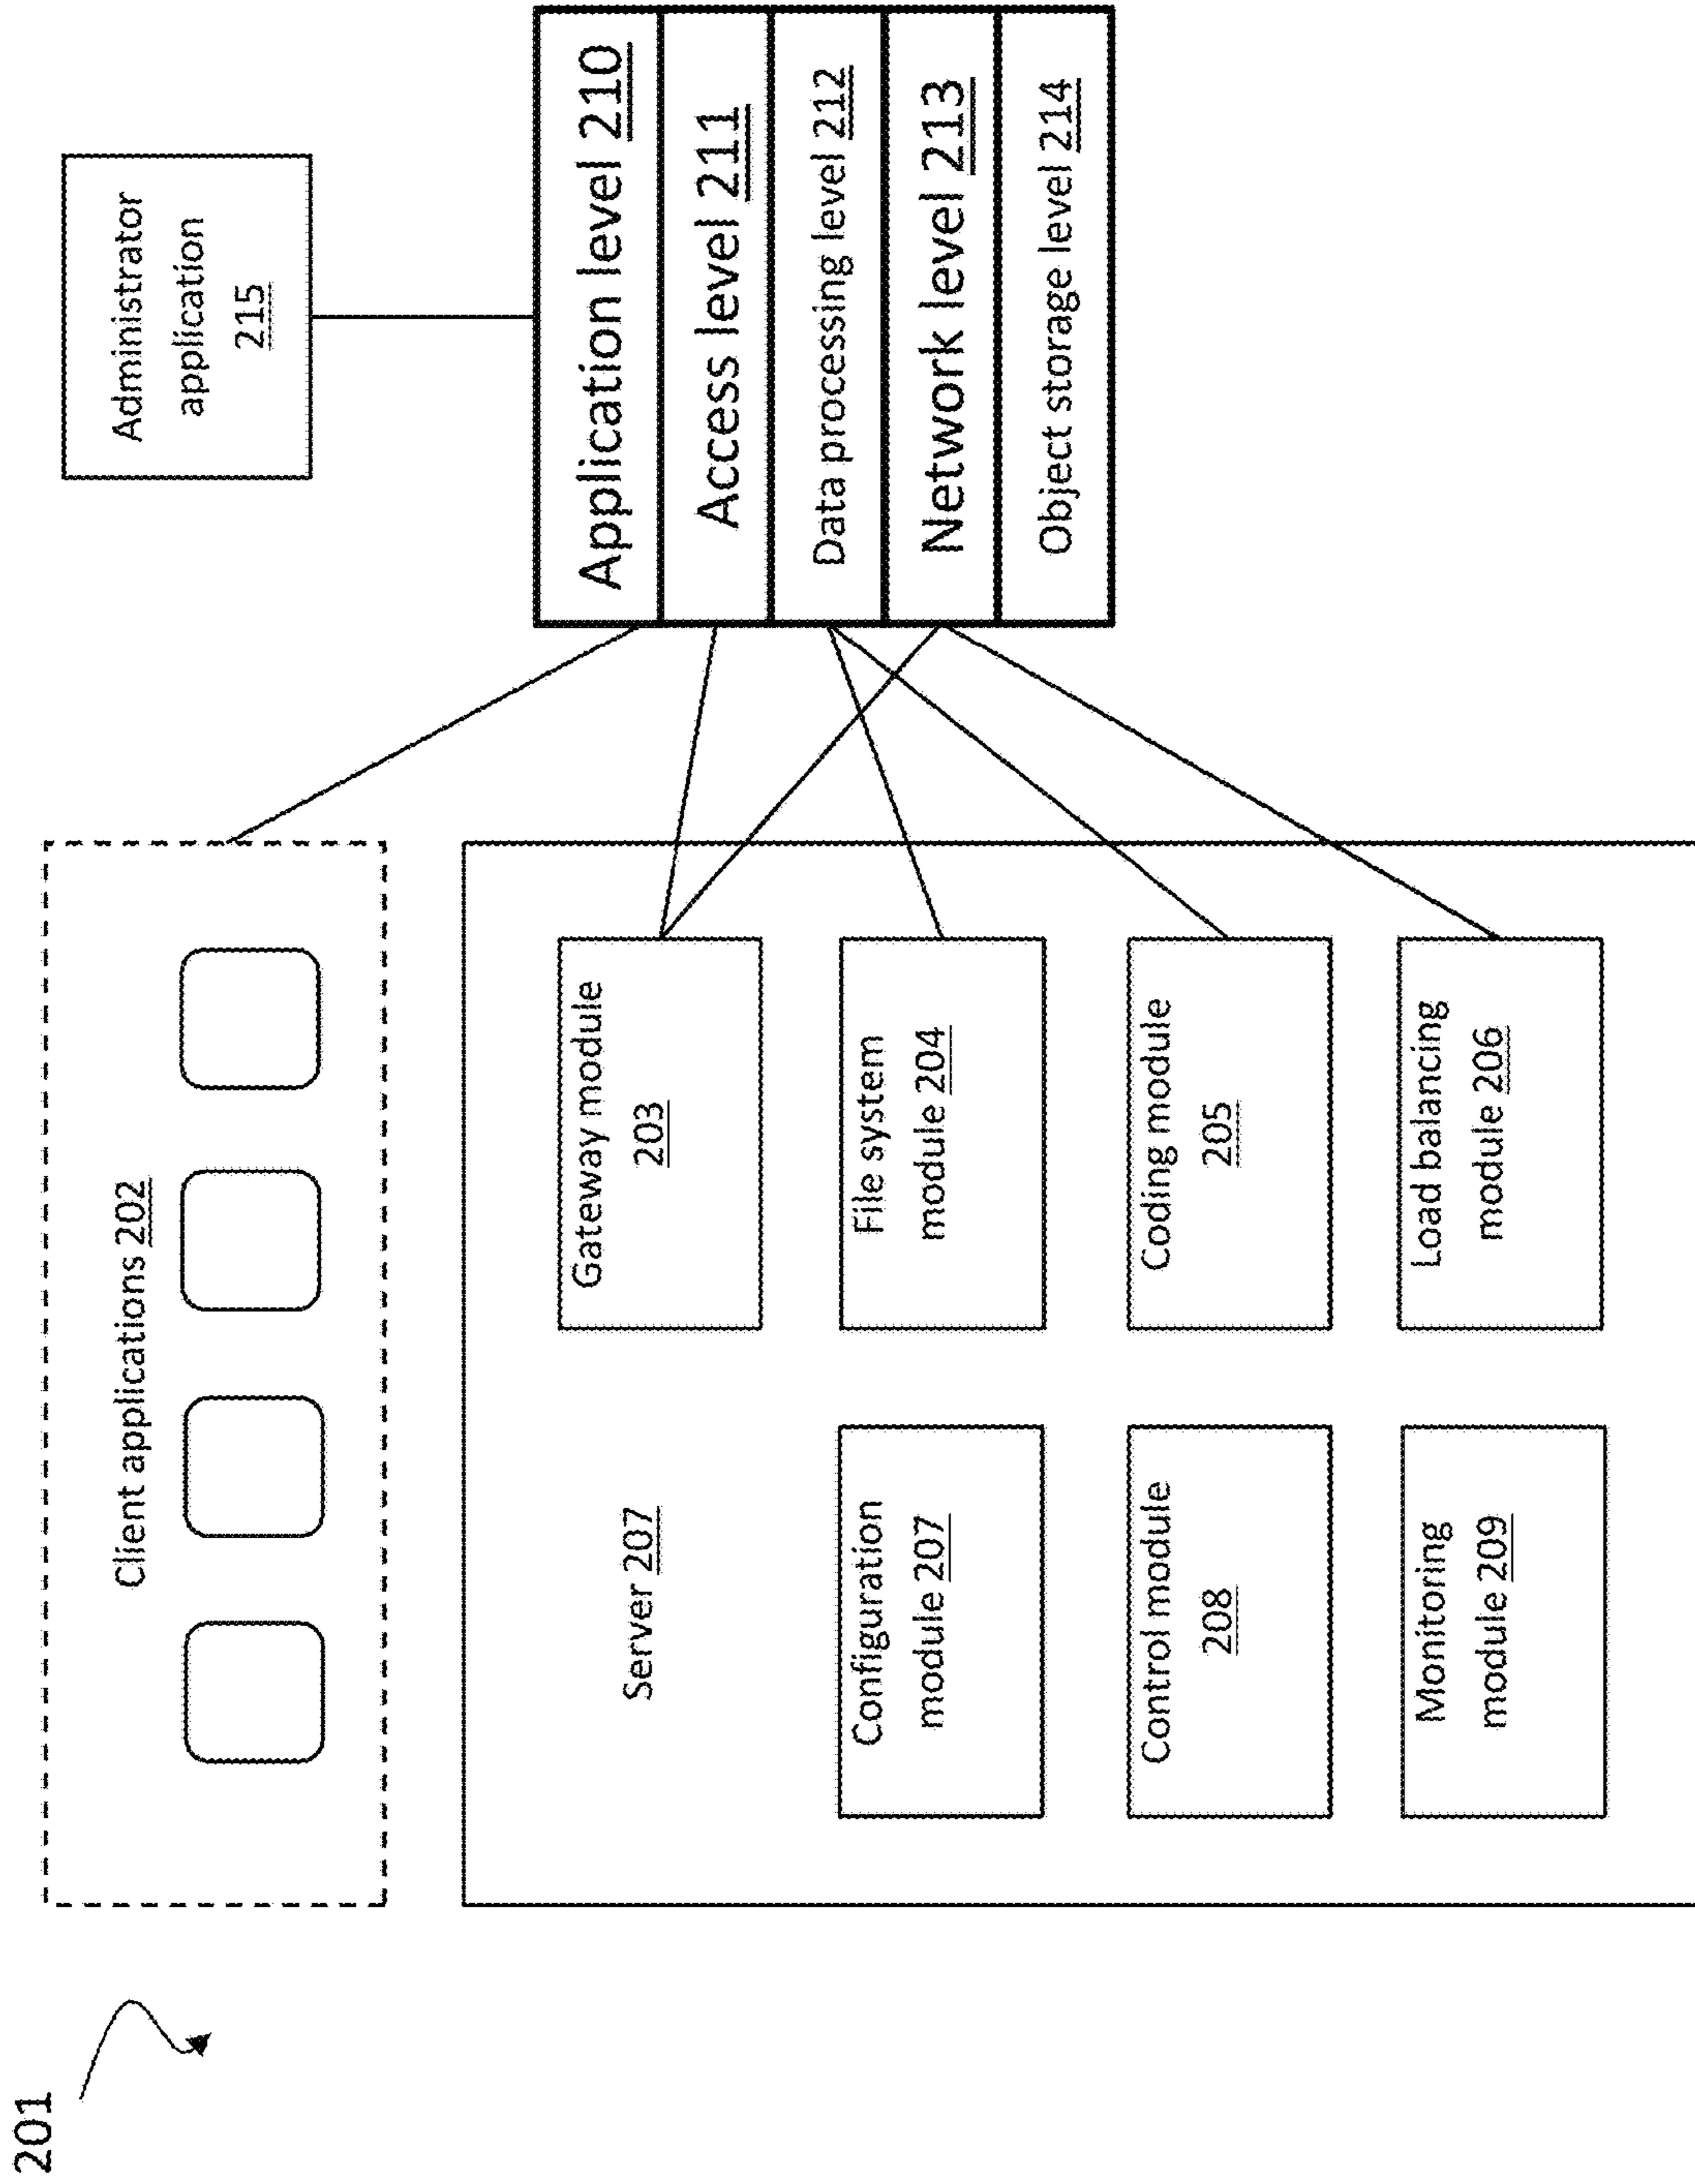 201
Client applications 202
Server 207
Configuration
module 207
Control module
208
Monitoring
module 209
Gateway module
203
File system
module 204
Coding module
205
Load balancing
module 206
Administrator
application
215
Application level 210
Access level 211
Data processing level 212
Network level 213
Object storage level 214